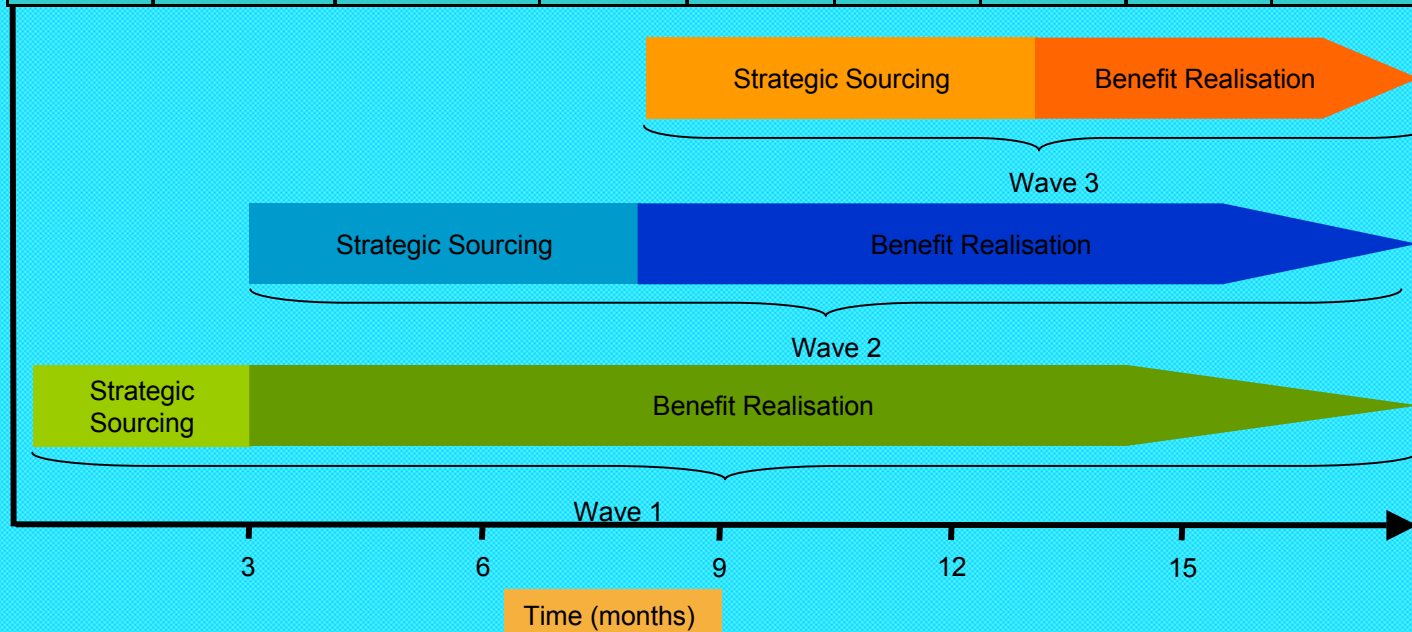 Strategic Sourcing
Benefit Realisation
Wave 3
Strategic Sourcing
Benefit Realisation
Wave 2
Strategic
Sourcing
Benefit Realisation
Wave 1
3
6
9
12
15
Time (months)